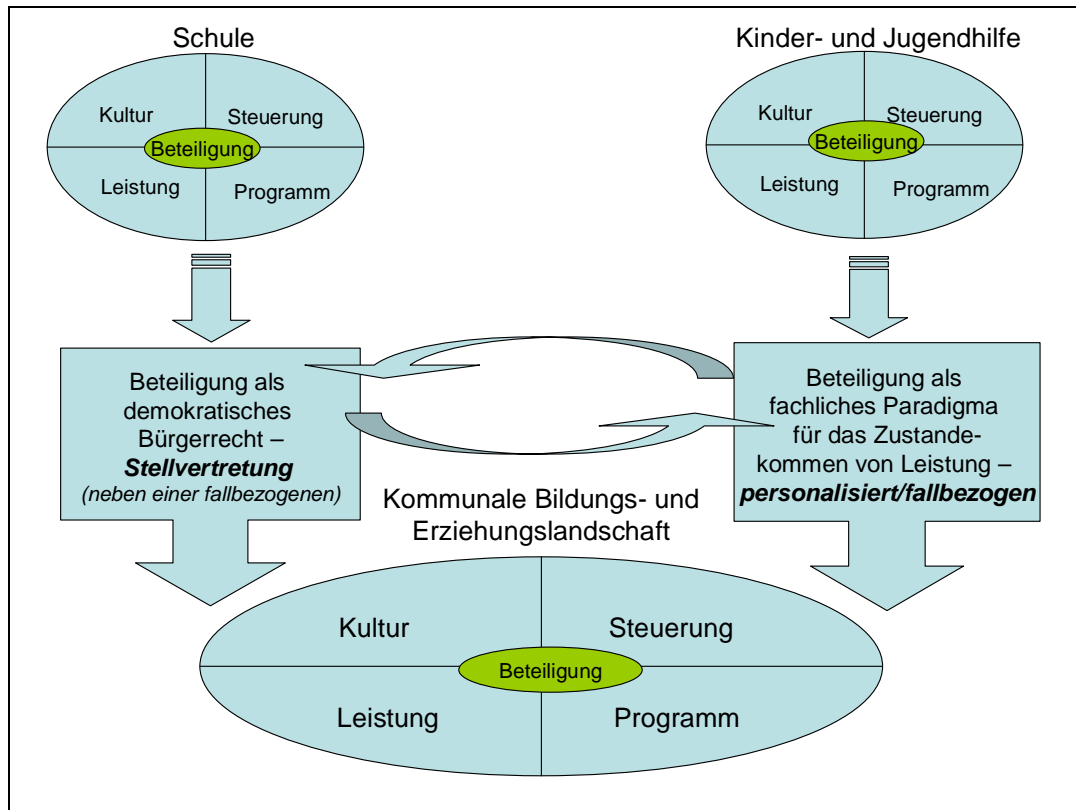 Schule
Kultur
Steuerung
Beteiligung
Leistung
Programm
Kinder- und Jugendhilfe
Kultur
Steuerung
Beteiligung
Leistung
Programm
Beteiligung als
demokratisches
Bürgerrecht –
Stellvertretung
(neben einer fallbezogenen)
Beteiligung als
fachliches Paradigma
für das Zustande-
kommen von Leistung –
personalisiert/fallbezogen
Kommunale Bildungs- und
Erziehungslandschaft
Kultur
Steuerung
Beteiligung
Leistung
Programm